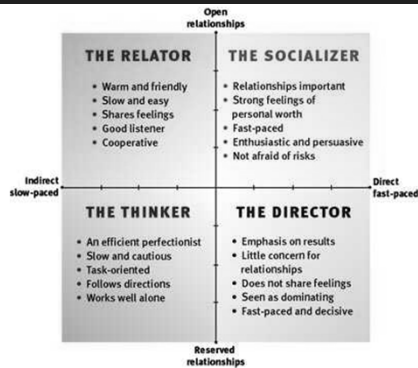 Open
relationships
THE RELATOR
• Warm and friendly
• Slow and easy
• Shares feelings
• Good listener
• Cooperative
THE SOCIALIZER
• Relationships important
• Strong feelings of
personal worth
• Fast-paced
• Enthusiastic and persuasive
• Not afraid of risks
Indirect
slow-paced
Direct
fast-paced
THE THINKER
• An efficient perfectionist
• Slow and cautious
• Task-oriented
• Follows directions
• Works well alone
THE DIRECTOR
• Emphasis on results
• Little concern for
relationships
• Does not share feelings
• Seen as dominating
• Fast-paced and decisive
Reserved
relationships